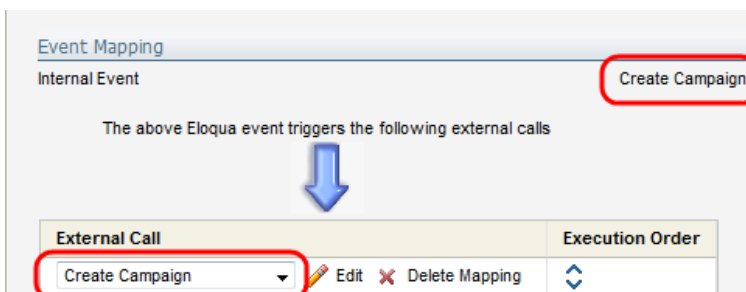 Event Mapping
Internal Event Create Campaign
The above Eloqua event triggers the following external calls
External Call Execution Order
Create Campaign Edit Delete Mapping